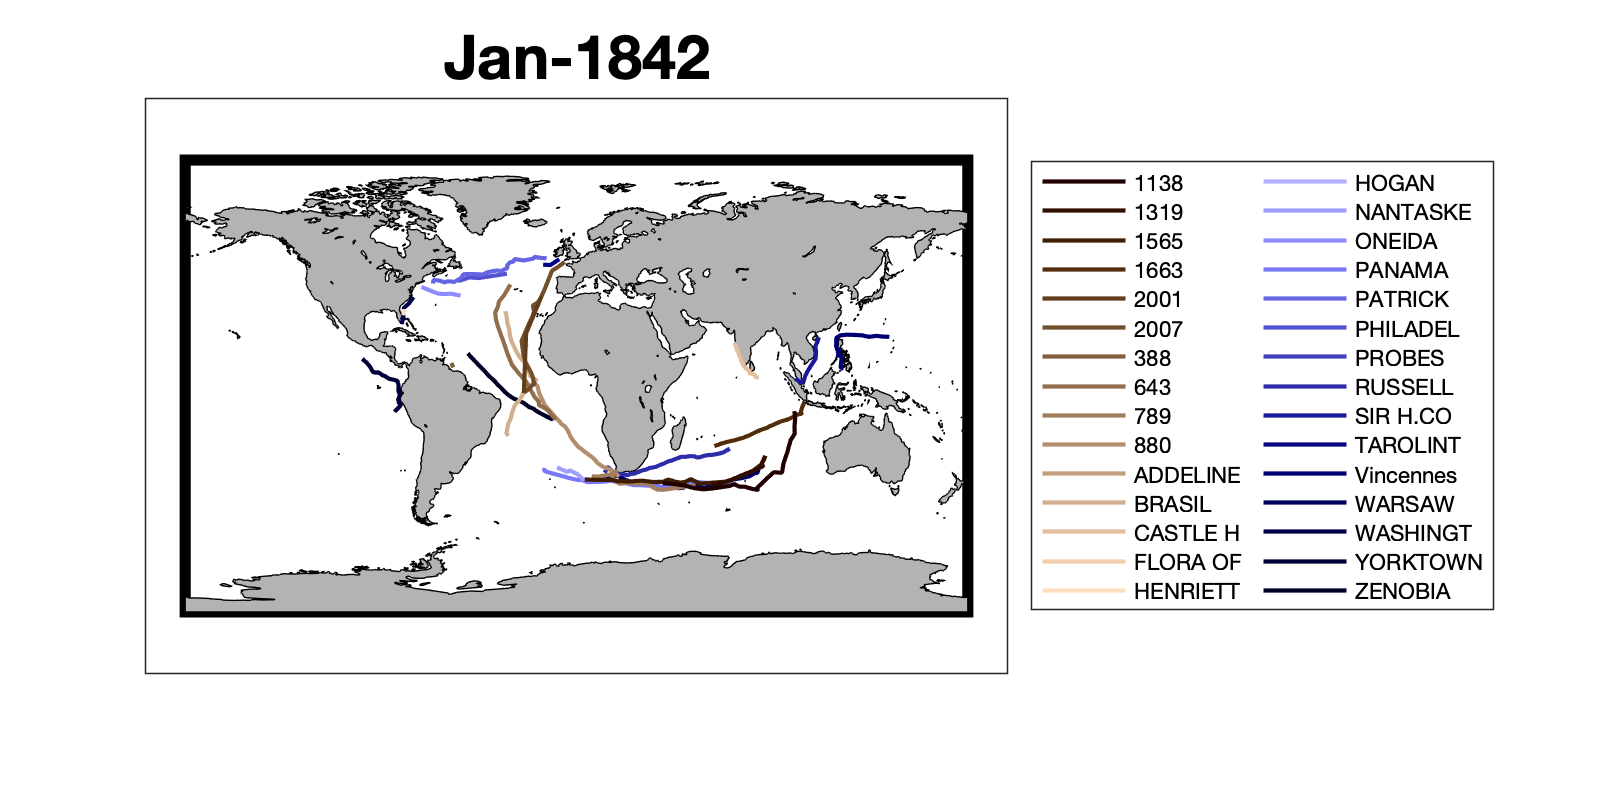 Jan-1842
1138
1319
1565
1663
2001
2007
388
643
789
880
ADDELINE
BRASIL
CASTLE H
FLORA OF
HENRIETT
HOGAN
NANTASKE
ONEIDA
PANAMA
PATRICK
PHILADEL
PROBES
RUSSELL
SIR H.CO
TAROLINT
Vincennes
WARSAW
WASHINGT
YORKTOWN
ZENOBIA